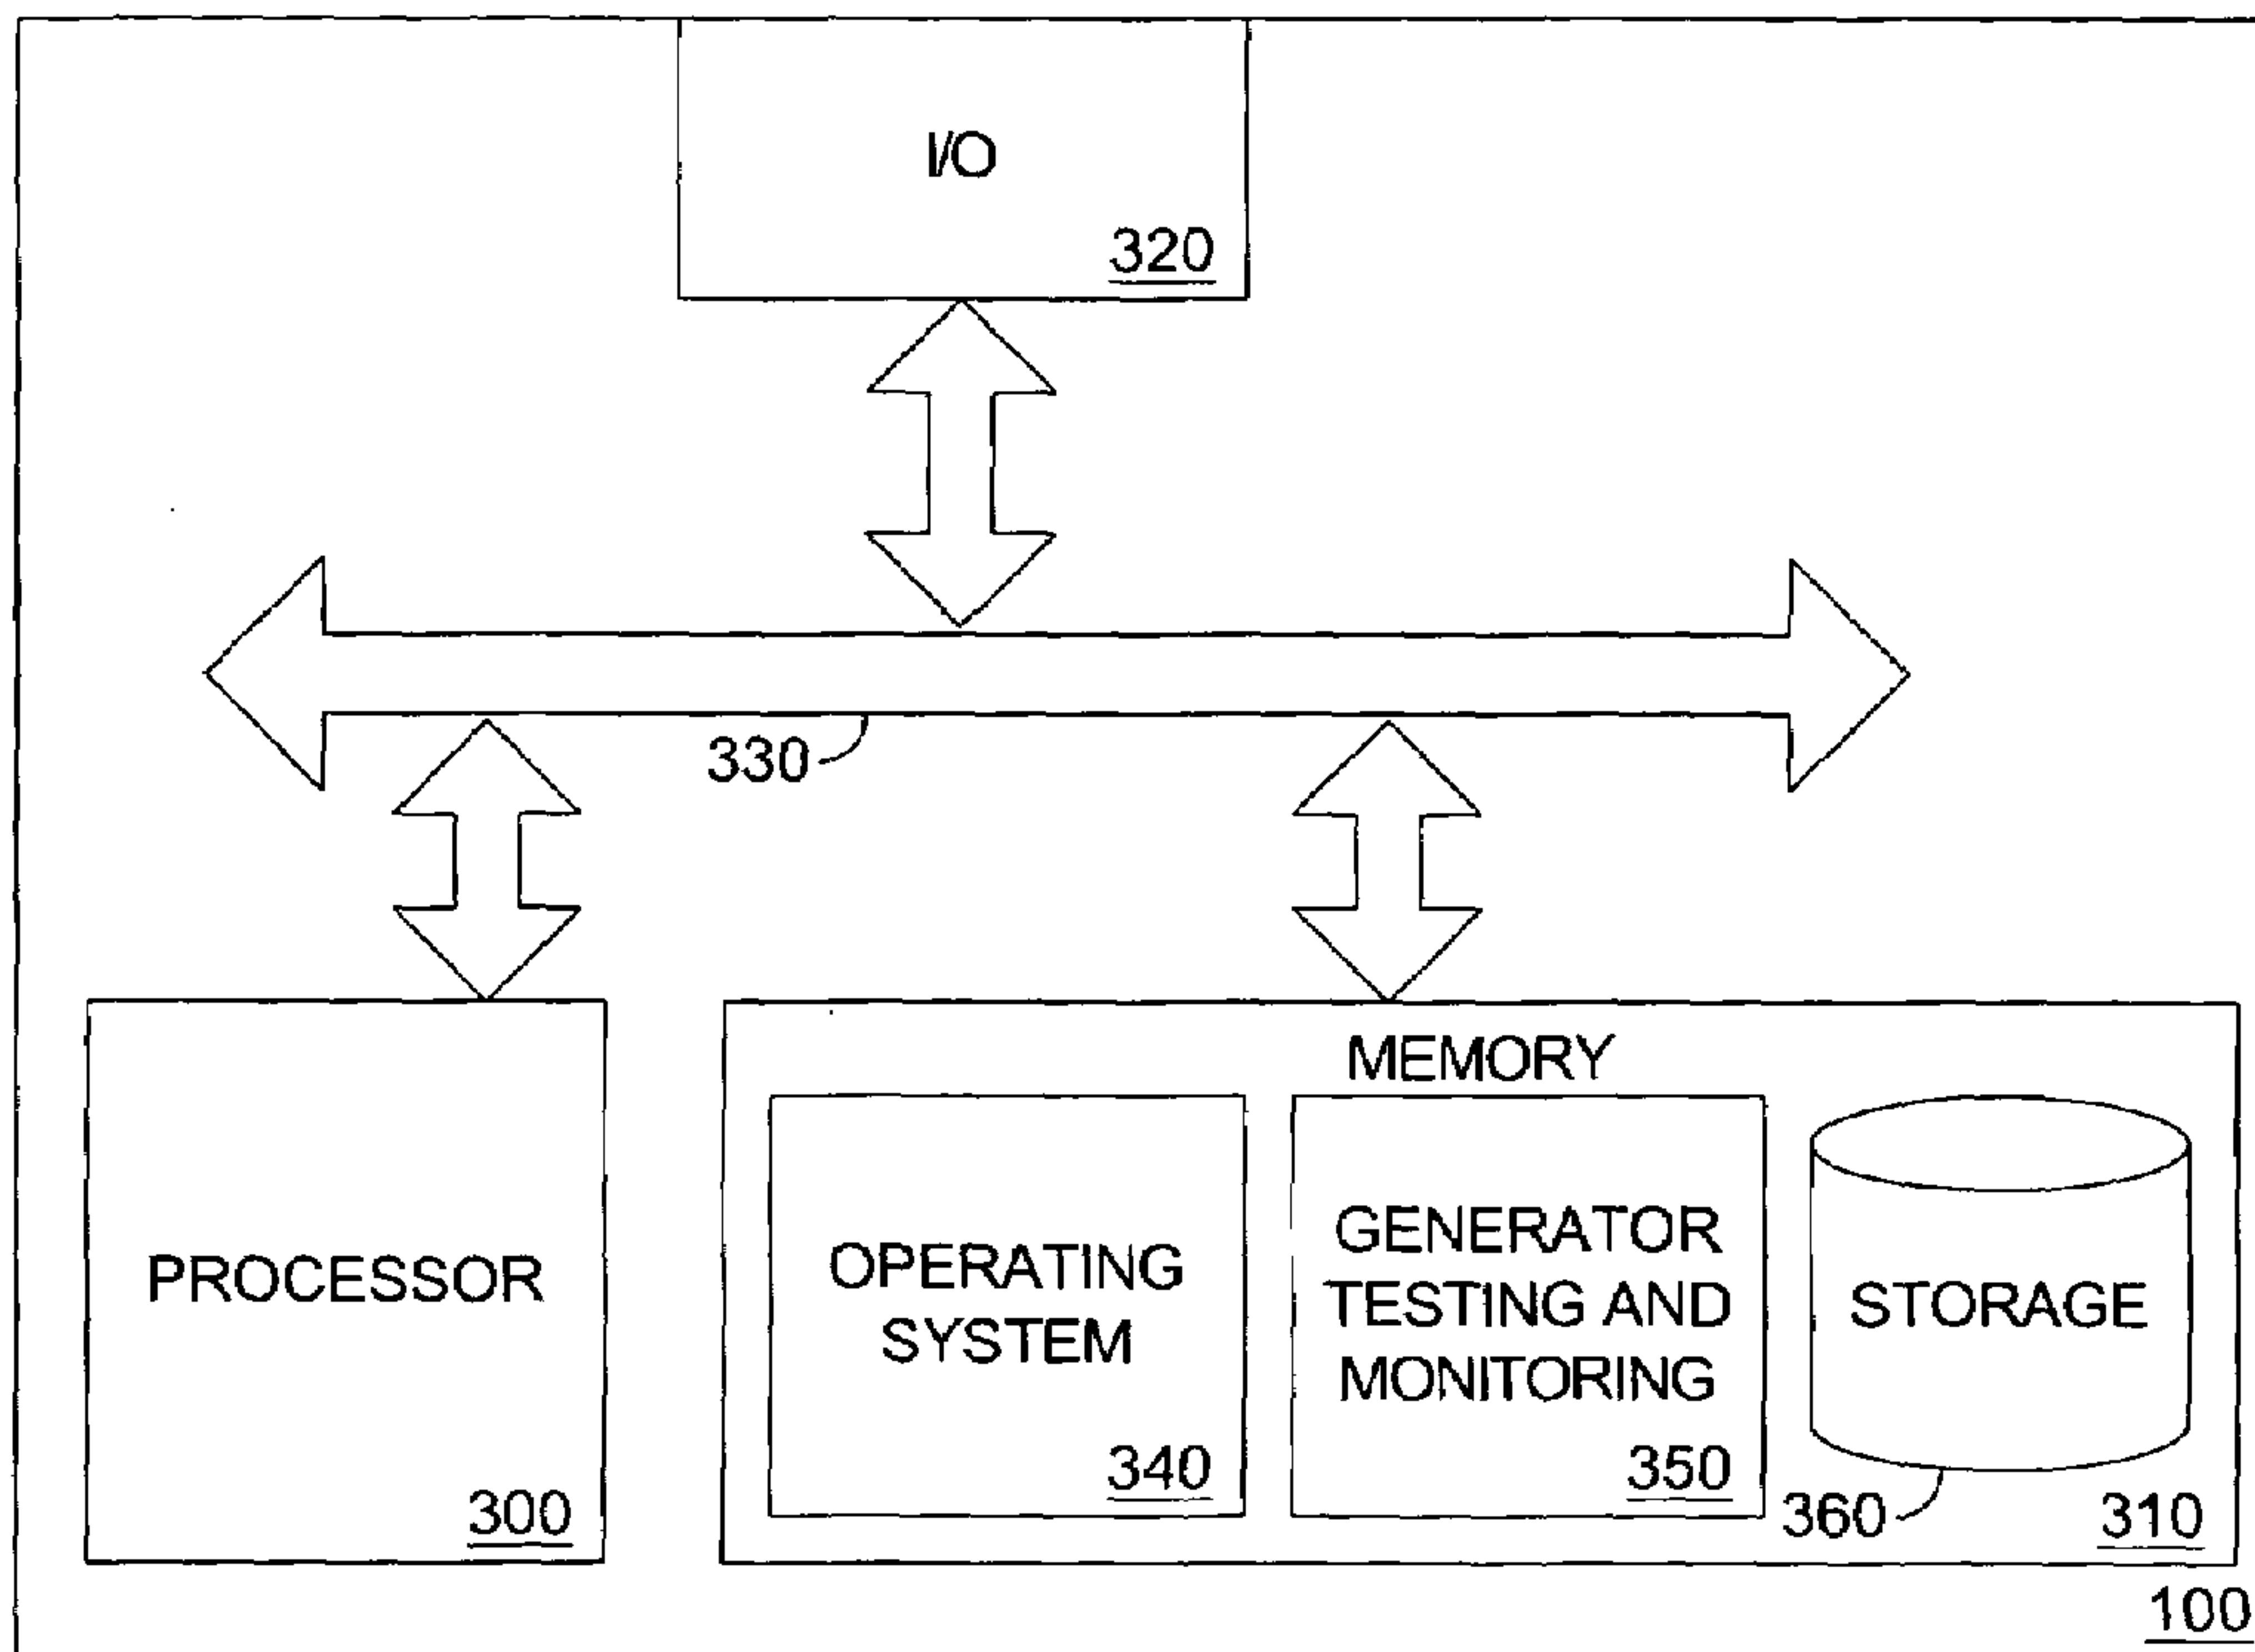 I/O
320
330
MEMORY
PROCESSOR
300
OPERATING
SYSTEM
340
GENERATOR
TESTING AND
MONITORING
350
STORAGE
360
310
100